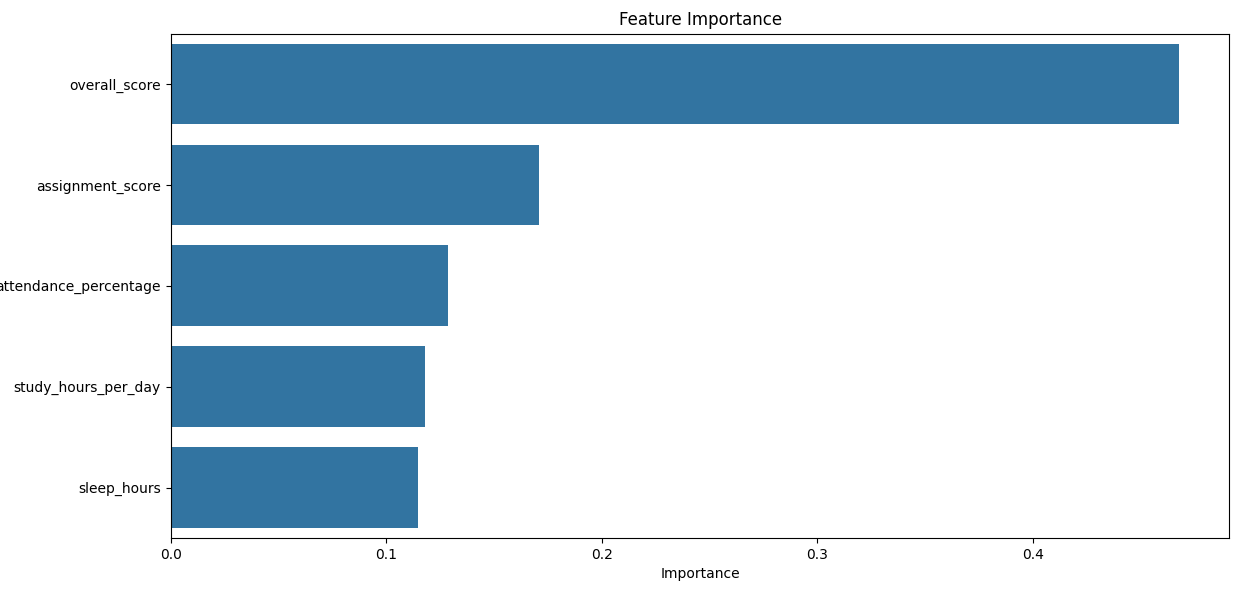 Feature Importance
overall_score
assignment_score
attendance_percentage
study_hours_per_day
sleep_hours
0.0 0.1 0.2 0.3 0.4
Importance